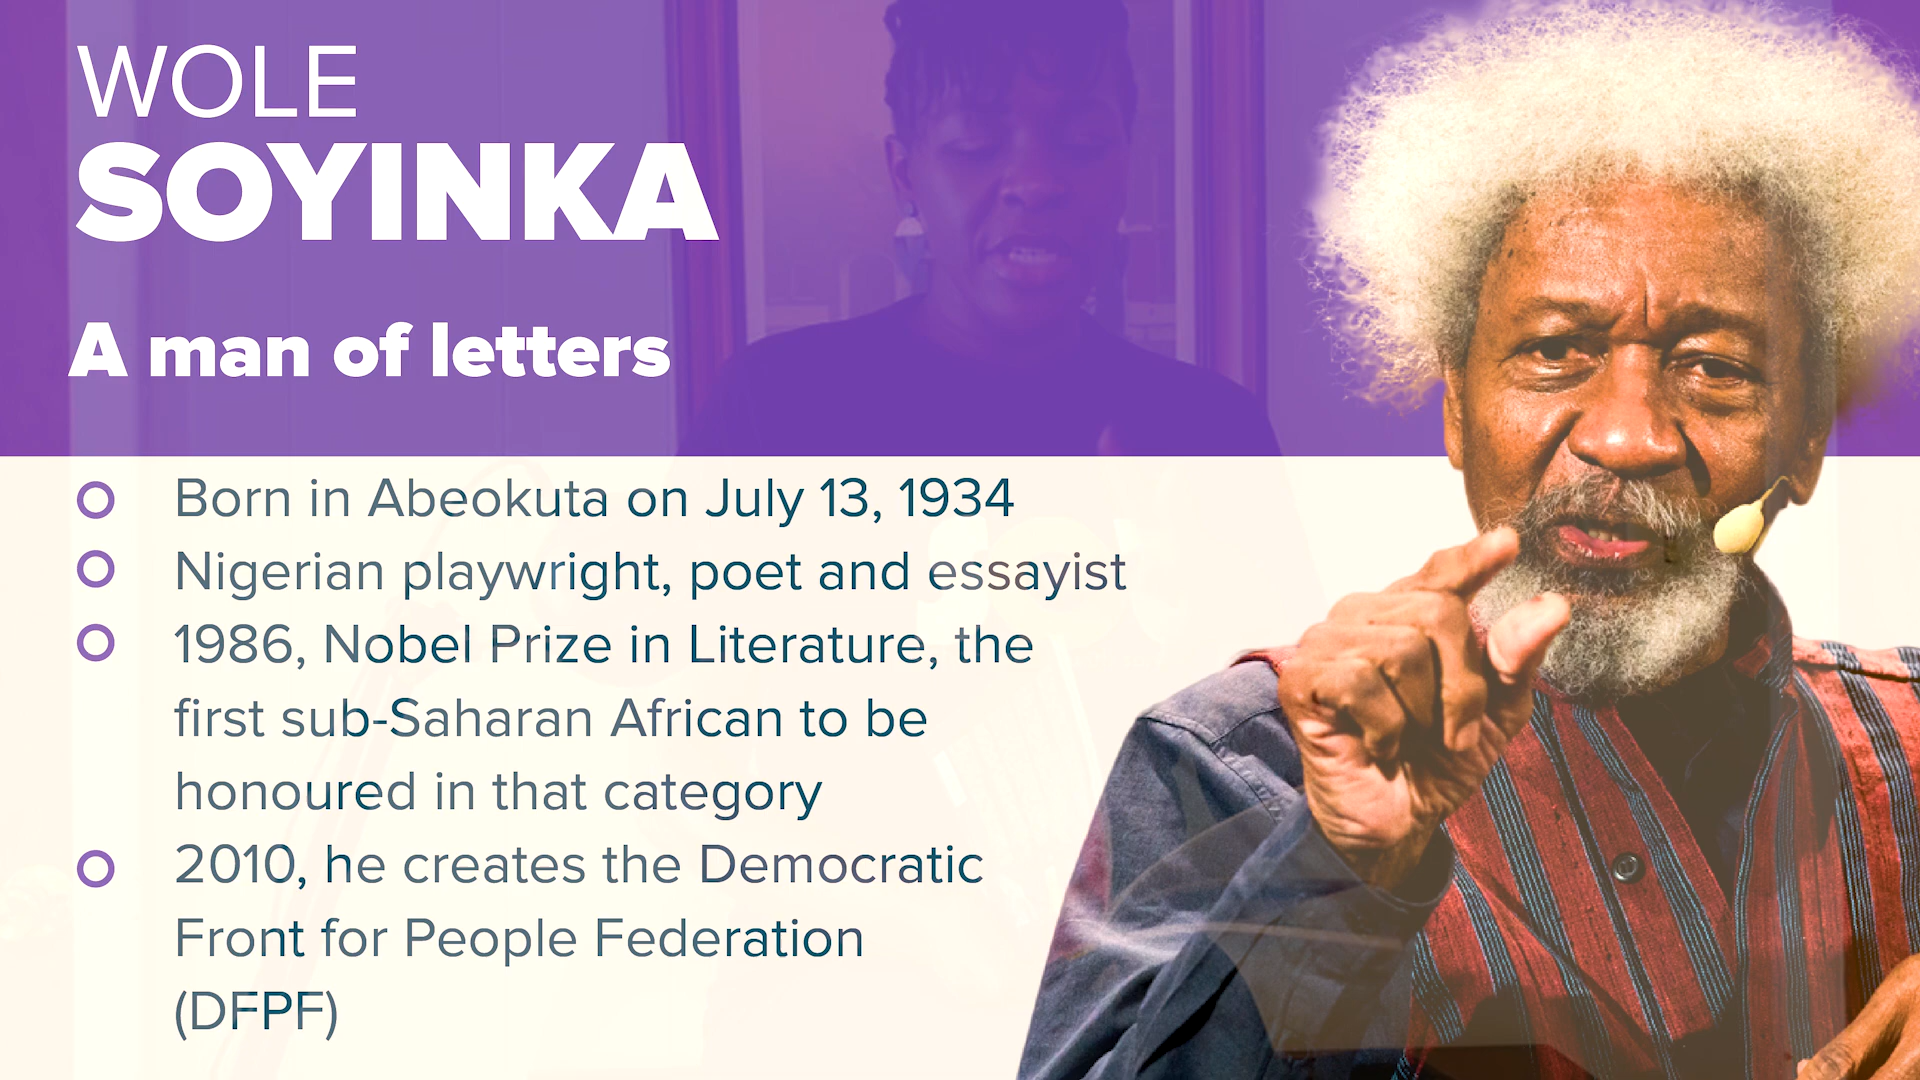 WOLE
SOYINKA
A man of letters
Born in Abeokuta on July 13, 1934
Nigerian playwright, poet and essayist
1986, Nobel Prize in Literature, the
first sub-Saharan African to be
honoured in that category
2010, he creates the Democratic
Front for People Federation
(DFPF)